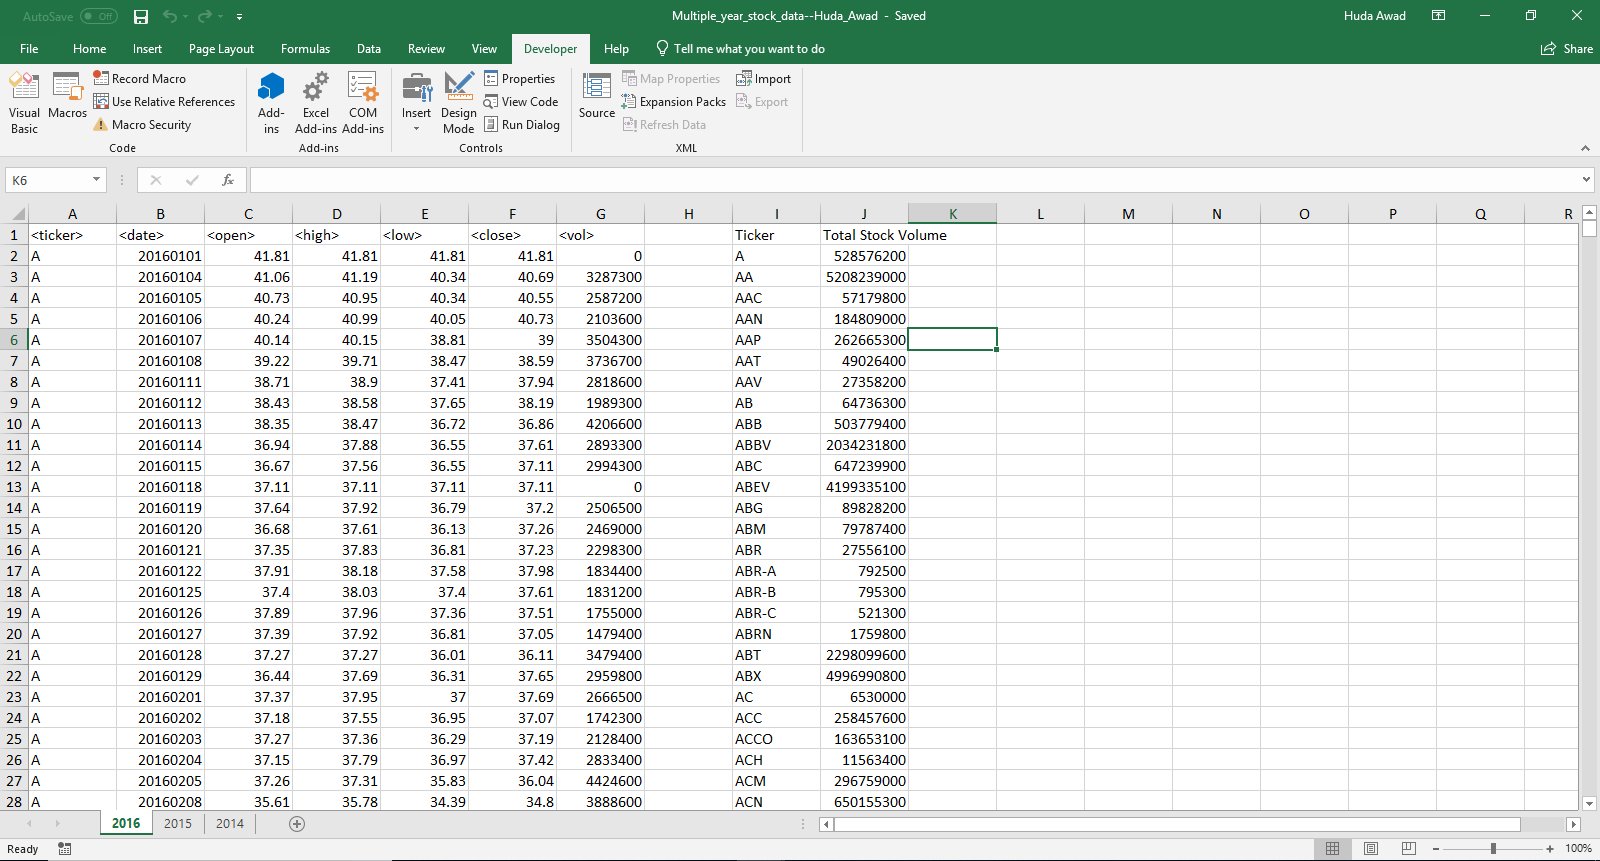 AutoSave Off Multiple_year_stock_data--Huda_Awad - Saved Huda Awad
File Home Insert Page Layout Formulas Data Review View Developer Help Tell me what you want to do Share
Visual Basic
Macros
Record Macro
Use Relative References
Macro Security
Code
Add-ins
Excel Add-ins
COM Add-ins
Add-ins
Insert
Design Mode
Properties
View Code
Run Dialog
Controls
Source
Map Properties
Expansion Packs
Refresh Data
Import
Export
XML
K6 fx
A B C D E F G H I J K L M N O P Q R
1 <ticker> <date> <open> <high> <low> <close> <vol> Ticker Total Stock Volume
2 A 20160101 41.81 41.81 41.81 41.81 0 A 528576200
3 A 20160104 41.06 41.19 40.34 40.69 3287300 AA 5208239000
4 A 20160105 40.73 40.95 40.34 40.55 2587200 AAC 57179800
5 A 20160106 40.24 40.99 40.05 40.73 2103600 AAN 184809000
6 A 20160107 40.14 40.15 38.81 39 3504300 AAP 262665300
7 A 20160108 39.22 39.71 38.47 38.59 3736700 AAT 49026400
8 A 20160111 38.71 38.9 37.41 37.94 2818600 AAV 27358200
9 A 20160112 38.43 38.58 37.65 38.19 1989300 AB 64736300
10 A 20160113 38.35 38.47 36.72 36.86 4206600 ABB 503779400
11 A 20160114 36.94 37.88 36.55 37.61 2893300 ABBV 2034231800
12 A 20160115 36.67 37.56 36.55 37.11 2994300 ABC 647239900
13 A 20160118 37.11 37.11 37.11 37.11 0 ABEV 4199335100
14 A 20160119 37.64 37.92 36.79 37.2 2506500 ABG 89828200
15 A 20160120 36.68 37.61 36.13 37.26 2469000 ABM 79787400
16 A 20160121 37.35 37.83 36.81 37.23 2298300 ABR 27556100
17 A 20160122 37.91 38.18 37.58 37.98 1834400 ABR-A 792500
18 A 20160125 37.4 38.03 37.4 37.61 1831200 ABR-B 795300
19 A 20160126 37.89 37.96 37.36 37.51 1755000 ABR-C 521300
20 A 20160127 37.39 37.92 36.81 37.05 1479400 ABRN 1759800
21 A 20160128 37.27 37.27 36.01 36.11 3479400 ABT 2298099600
22 A 20160129 36.44 37.69 36.31 37.65 2959800 ABX 4996990800
23 A 20160201 37.37 37.95 37 37.69 2666500 AC 6530000
24 A 20160202 37.18 37.55 36.95 37.07 1742300 ACC 258457600
25 A 20160203 37.27 37.36 36.29 37.19 2128400 ACCO 163653100
26 A 20160204 37.15 37.79 36.97 37.42 2833400 ACH 11563400
27 A 20160205 37.26 37.31 35.83 36.04 4424600 ACM 296759000
28 A 20160208 35.61 35.78 34.39 34.8 3888600 ACN 650155300
2016 2015 2014
Ready 100%